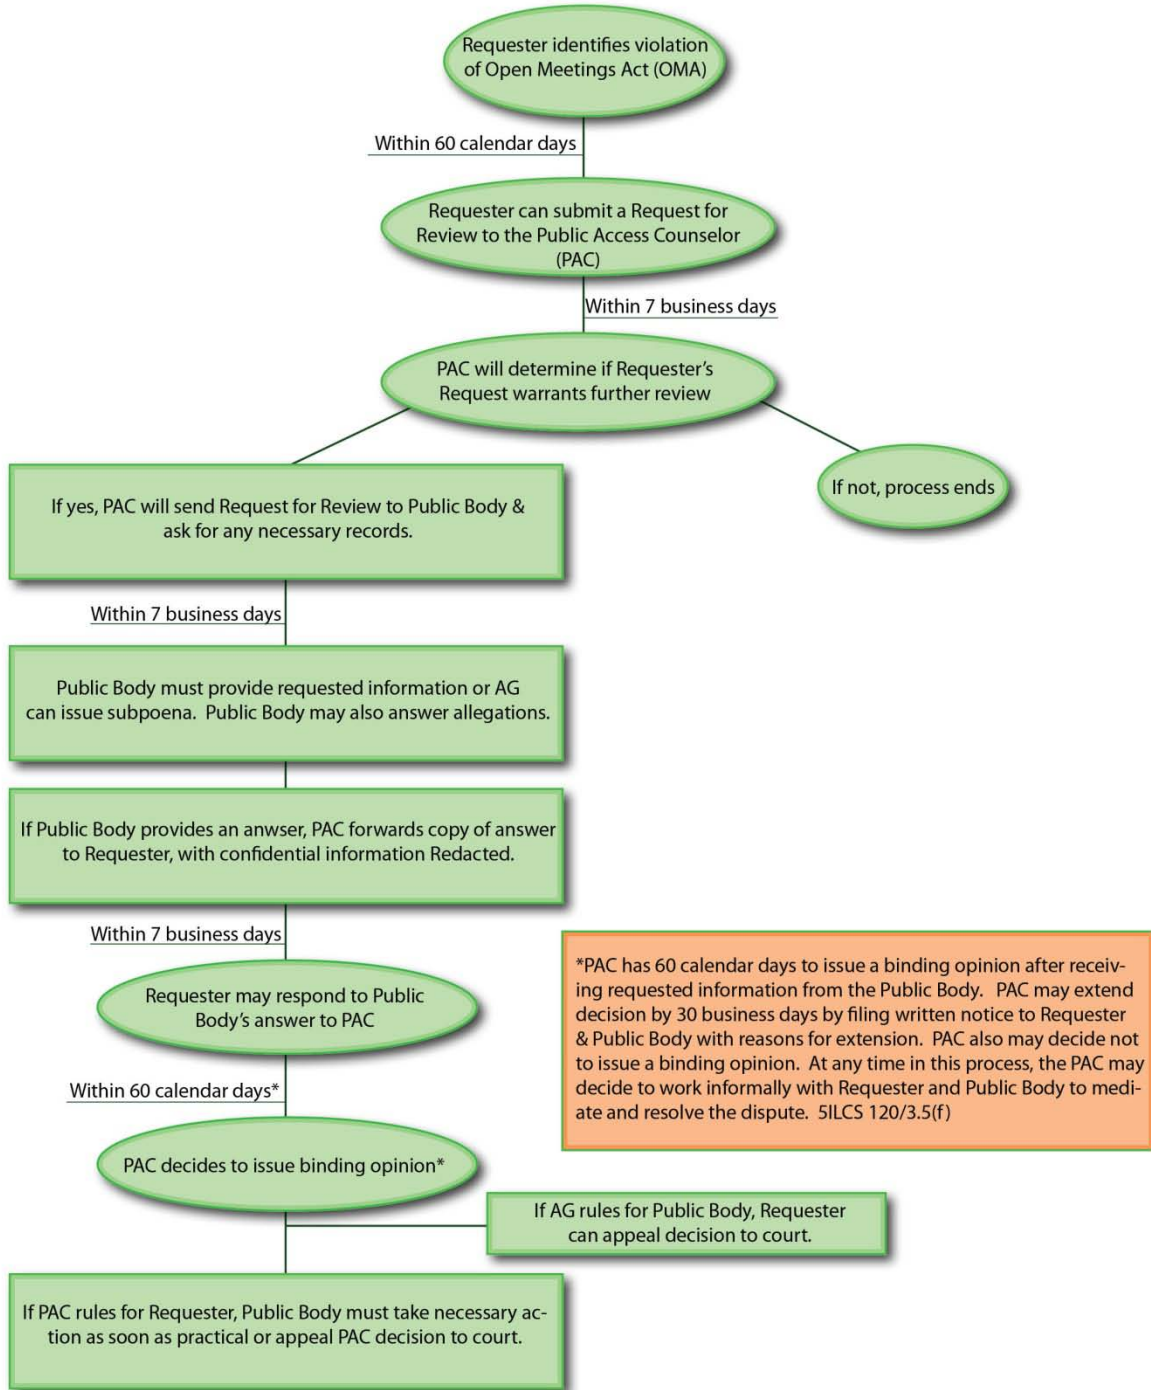 Requester identifies violation
of Open Meetings Act (OMA)
Within 60 calendar days
Requester can submit a Request for
Review to the Public Access Counselor
(PAC)
Within 7 business days
PAC will determine if Requester's
Request warrants further review
If yes, PAC will send Request for Review to Public Body &
ask for any necessary records.
If not, process ends
Within 7 business days
Public Body must provide requested information or AG
can issue subpoena. Public Body may also answer allegations.
If Public Body provides an anwser, PAC forwards copy of answer
to Requester, with confidential information Redacted.
Within 7 business days
Requester may respond to Public
Body's answer to PAC
Within 60 calendar days*
PAC decides to issue binding opinion*
*PAC has 60 calendar days to issue a binding opinion after receiv-
ing requested information from the Public Body. PAC may extend
decision by 30 business days by filing written notice to Requester
& Public Body with reasons for extension. PAC also may decide not
to issue a binding opinion. At any time in this process, the PAC may
decide to work informally with Requester and Public Body to medi-
ate and resolve the dispute. 5ILCS 120/3.5(f)
If AG rules for Public Body, Requester
can appeal decision to court.
If PAC rules for Requester, Public Body must take necessary ac-
tion as soon as practical or appeal PAC decision to court.